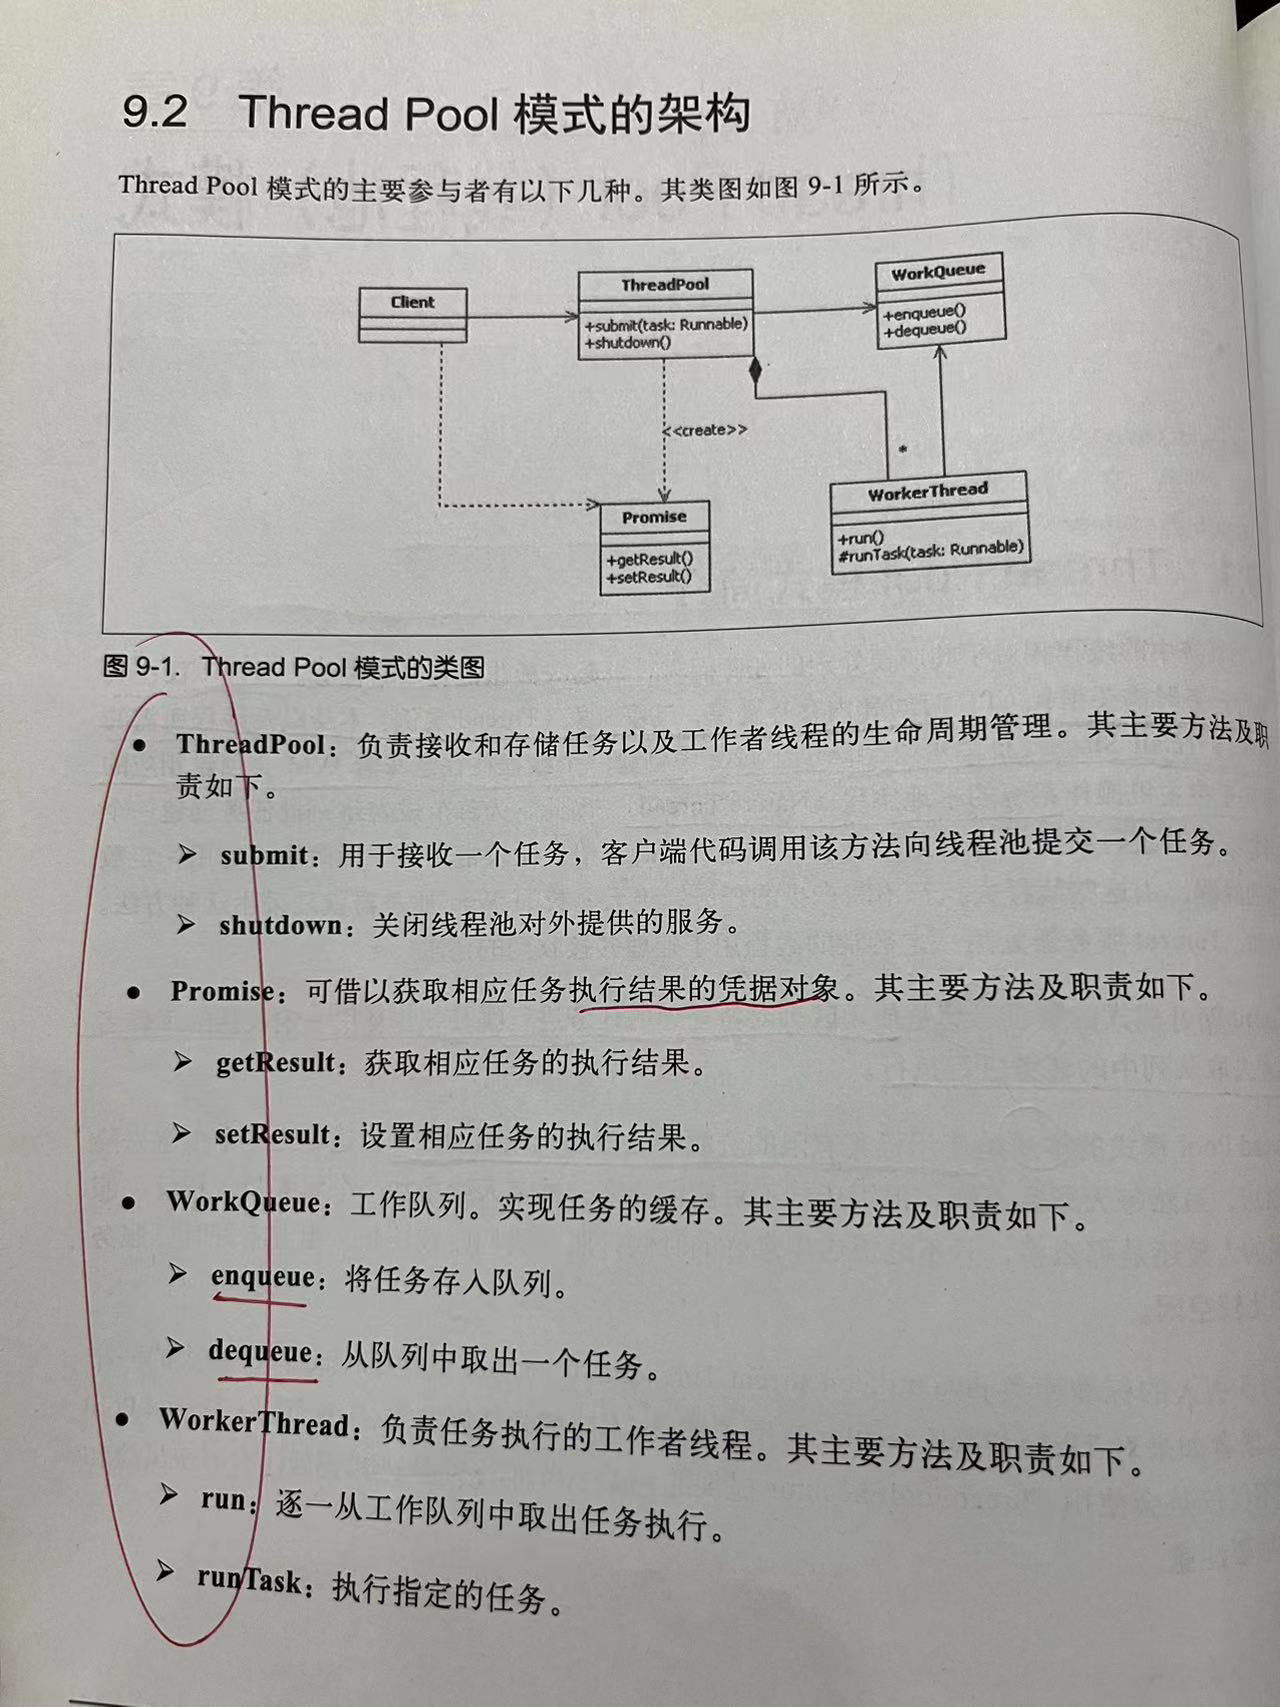 9.2 Thread Pool 模式的架构
Thread Pool 模式的主要参与者有以下几种。其类图如图 9-1 所示。
Client
ThreadPool
+submit(task: Runnable)
+shutdown()
WorkQueue
+enqueue()
+dequeue()
<<create>>
*
Promise
+getResult()
+setResult()
WorkerThread
+run()
#runTask(task: Runnable)
图 9-1. Thread Pool 模式的类图
● ThreadPool：负责接收和存储任务以及工作者线程的生命周期管理。其主要方法及职
责如下。
➢ submit：用于接收一个任务，客户端代码调用该方法向线程池提交一个任务。
➢ shutdown：关闭线程池对外提供的服务。
● Promise：可借以获取相应任务执行结果的凭据对象。其主要方法及职责如下。
➢ getResult：获取相应任务的执行结果。
➢ setResult：设置相应任务的执行结果。
● WorkQueue：工作队列。实现任务的缓存。其主要方法及职责如下。
➢ enqueue：将任务存入队列。
➢ dequeue：从队列中取出一个任务。
● WorkerThread：负责任务执行的工作者线程。其主要方法及职责如下。
➢ run：逐一从工作队列中取出任务执行。
➢ runTask：执行指定的任务。